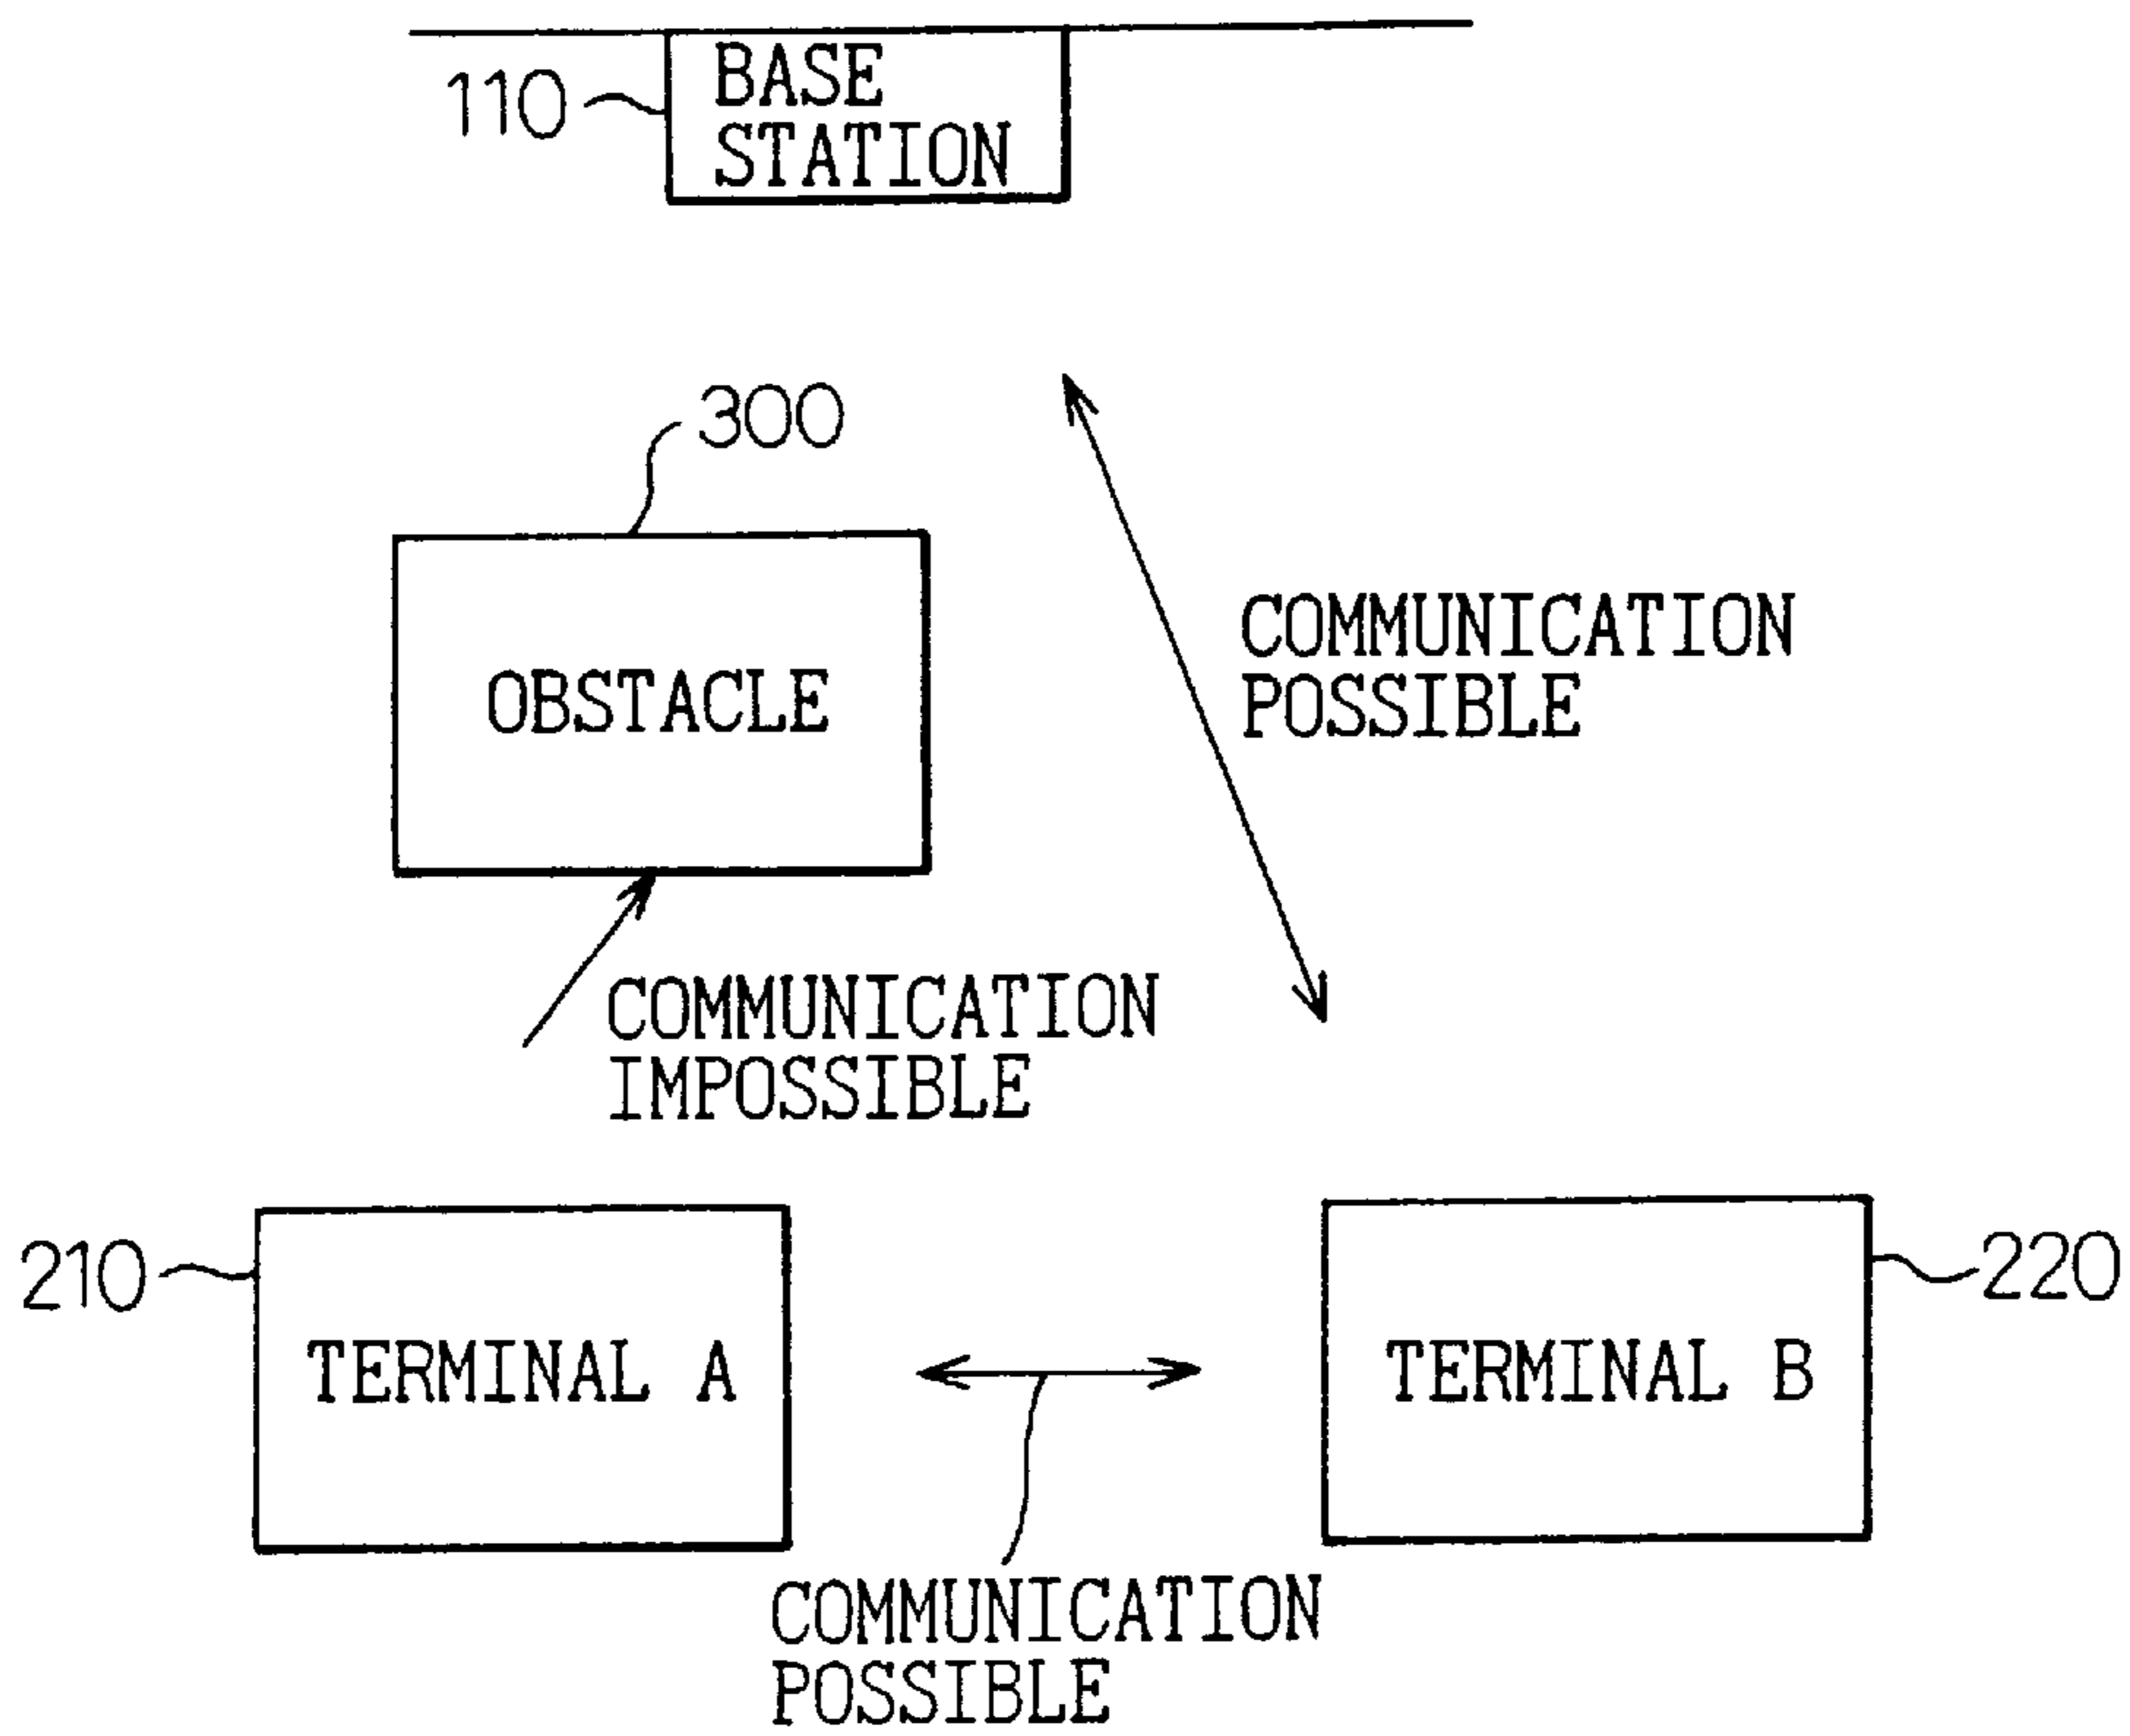 110
BASE
STATION
300
OBSTACLE
COMMUNICATION
POSSIBLE
COMMUNICATION
IMPOSSIBLE
210
TERMINAL A
TERMINAL B
220
COMMUNICATION
POSSIBLE